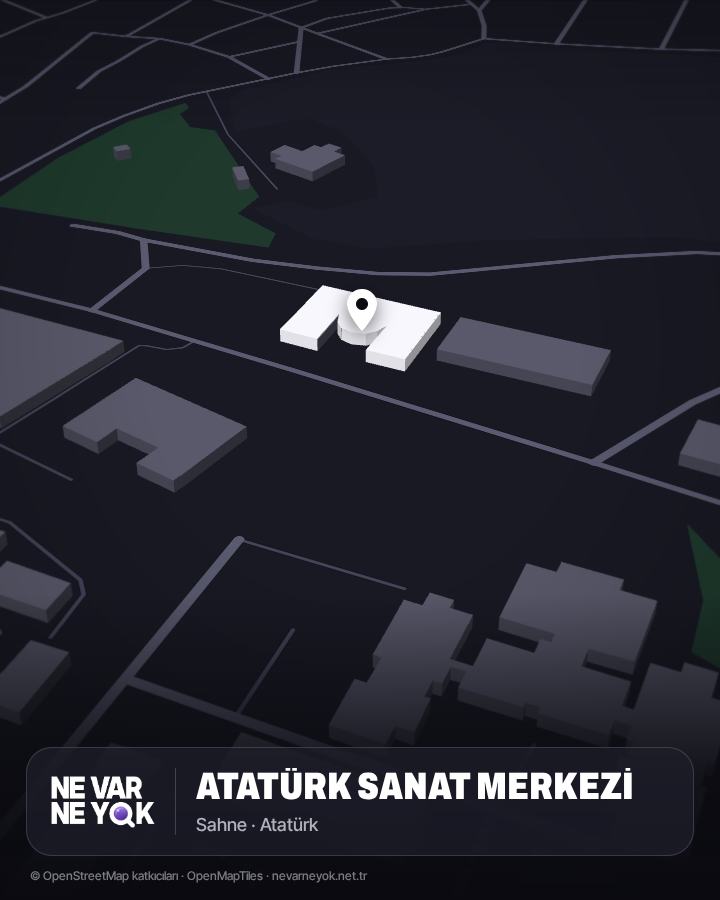 NE VAR
NE YOK
ATATÜRK SANAT MERKEZİ
Sahne · Atatürk
© OpenStreetMap katkıcıları · OpenMapTiles · nevarneyok.net.tr